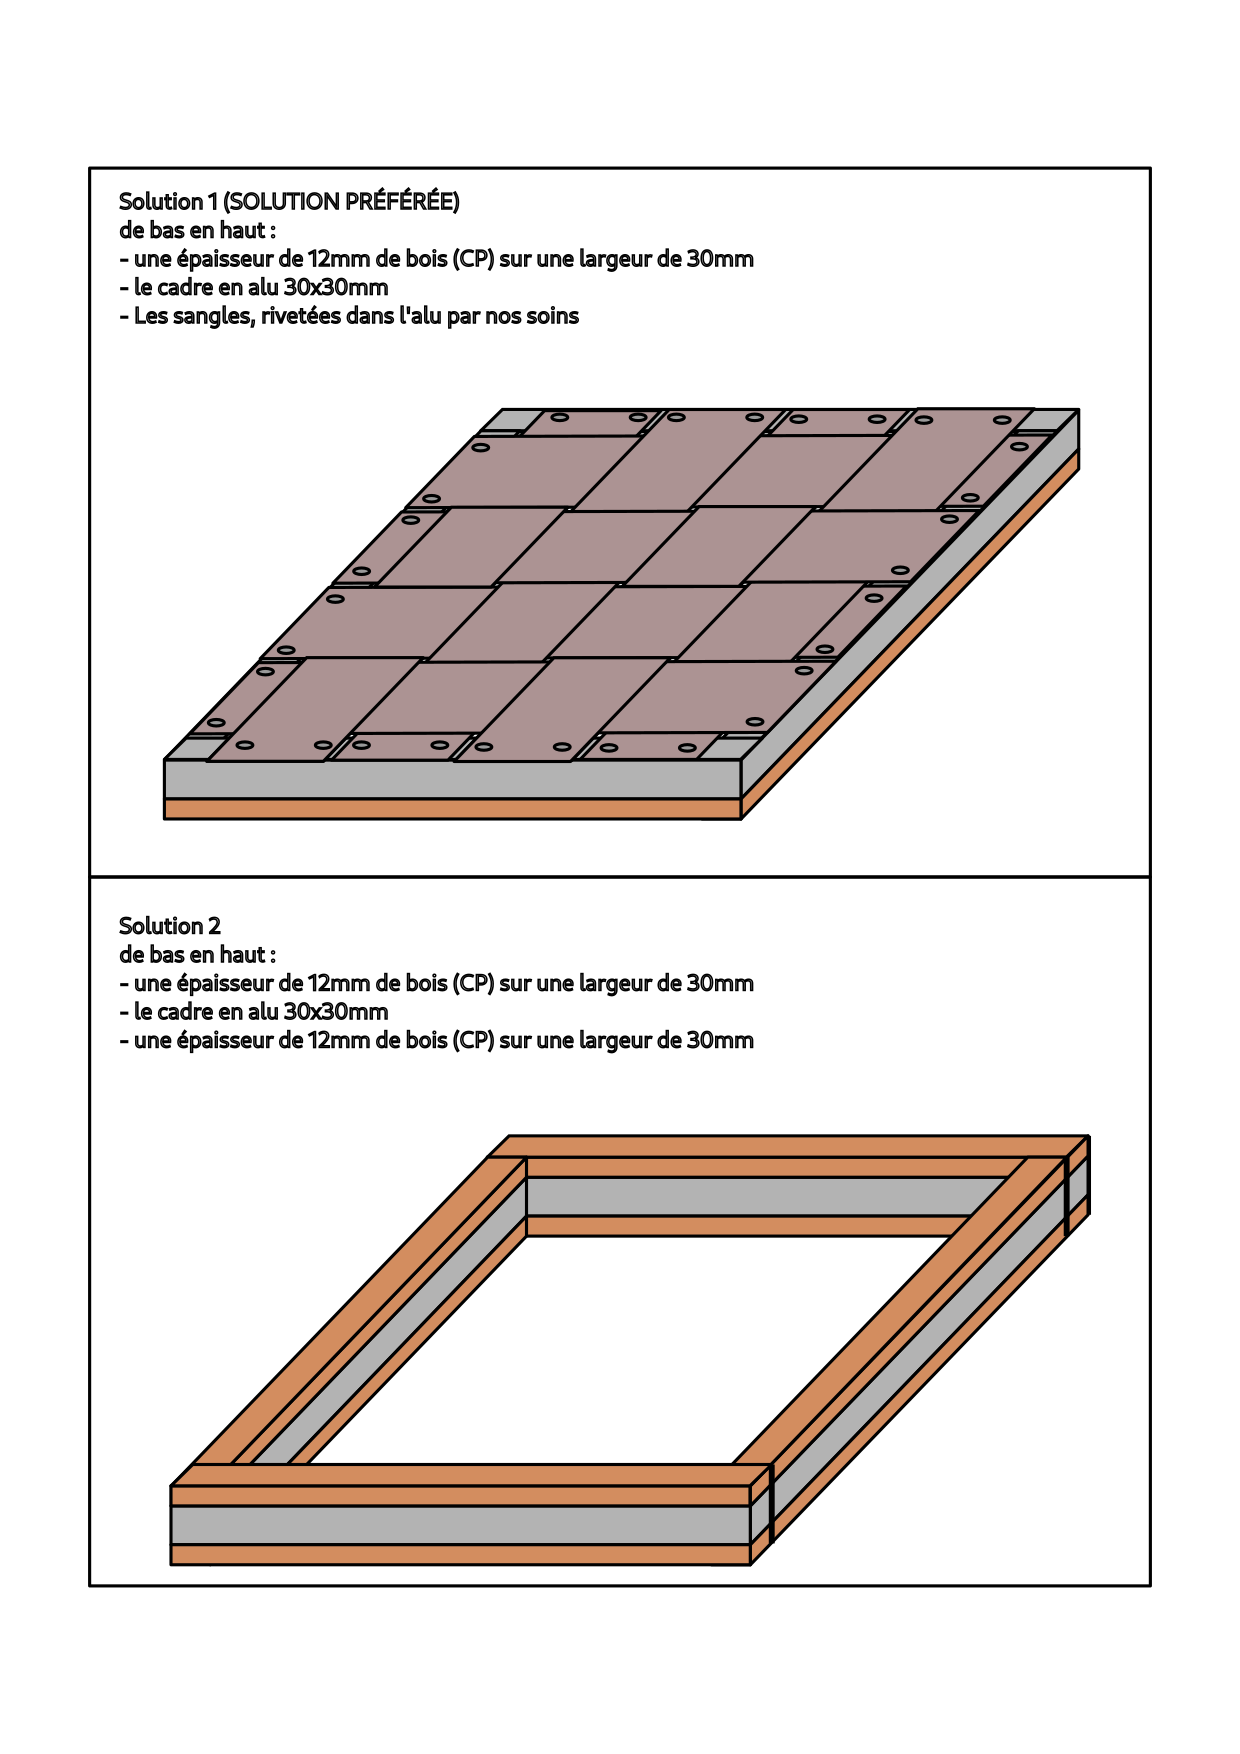 Solution 1 (SOLUTION PRÉFÉRÉE)
de bas en haut :
- une épaisseur de 12mm de bois (CP) sur une largeur de 30mm
- le cadre en alu 30x30mm
- Les sangles, rivetées dans l'alu par nos soins
Solution 2
de bas en haut :
- une épaisseur de 12mm de bois (CP) sur une largeur de 30mm
- le cadre en alu 30x30mm
- une épaisseur de 12mm de bois (CP) sur une largeur de 30mm